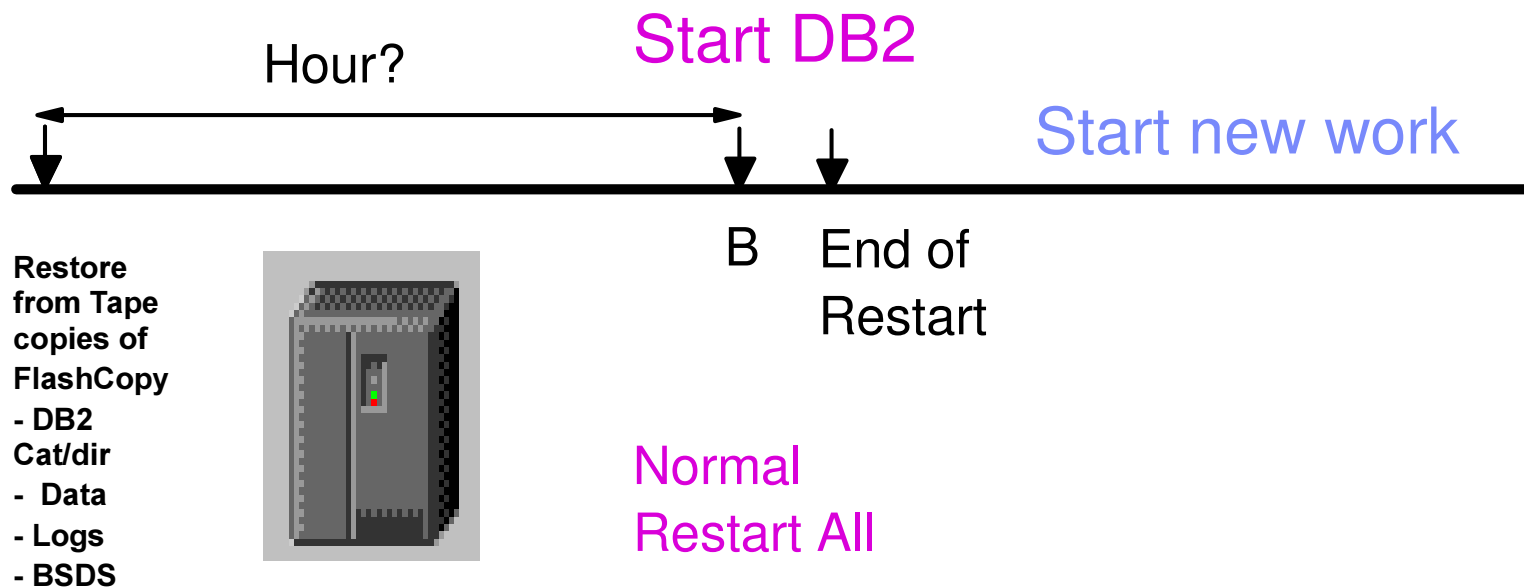 Start DB2
Hour?
Start new work
B
End of
Restart
Restore
from Tape
copies of
FlashCopy
- DB2
Cat/dir
- Data
- Logs
- BSDS
Normal
Restart All